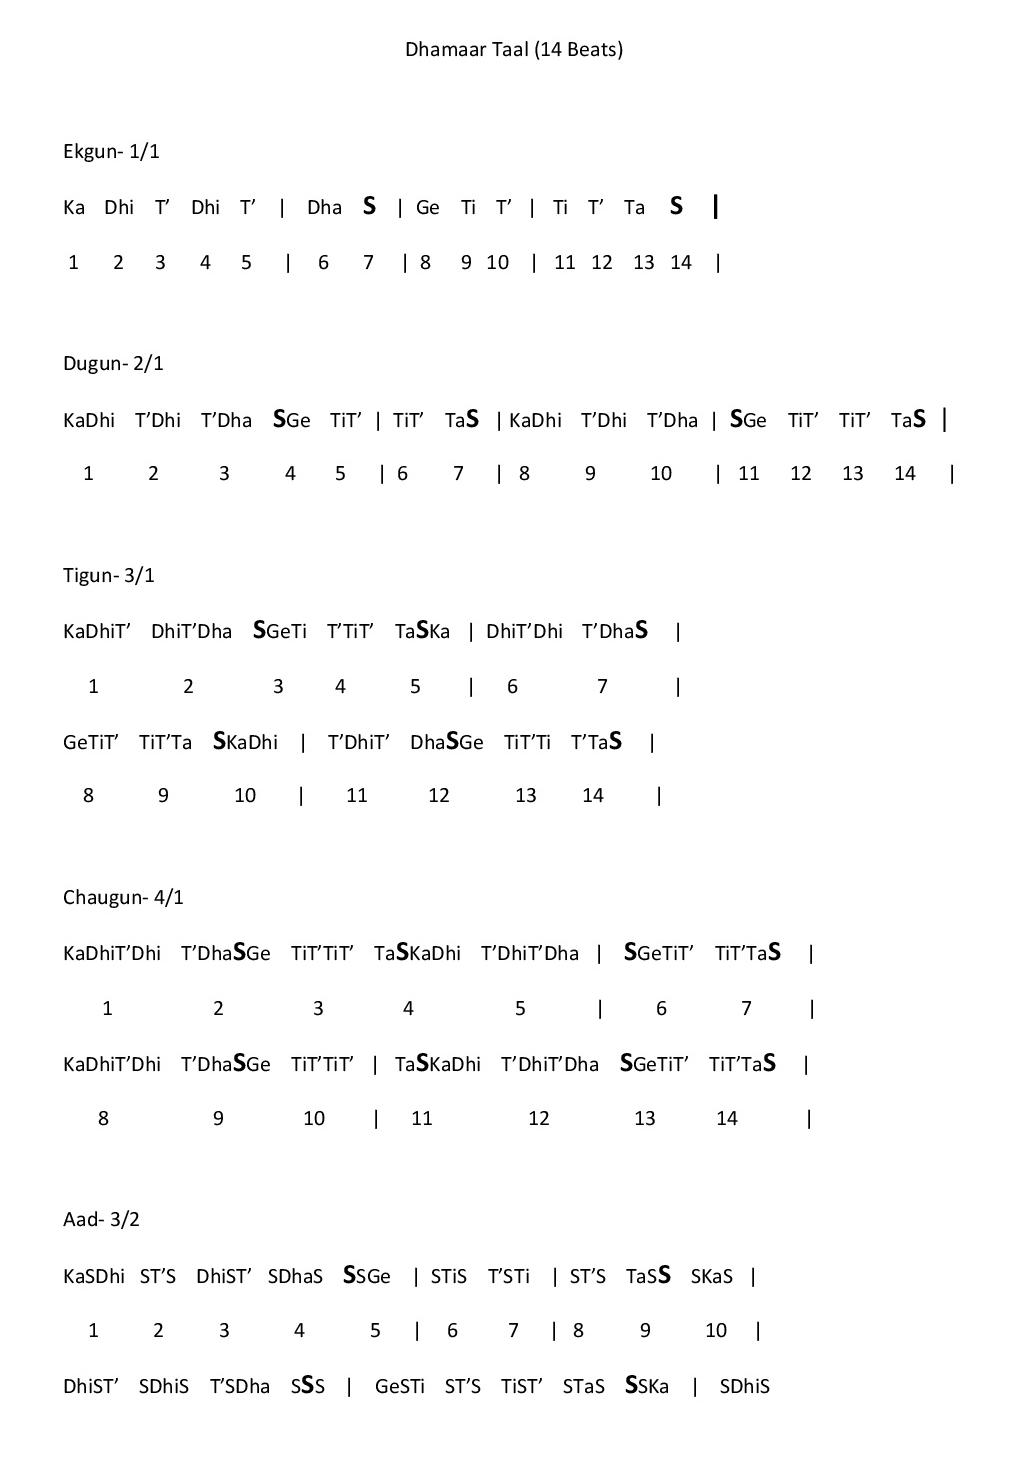 Dhamaar Taal (14 Beats)
Ekgun- 1/1
Ka Dhi T’ Dhi T’ | Dha S | Ge Ti T’ | Ti T’ Ta S |
1 2 3 4 5 | 6 7 | 8 9 10 | 11 12 13 14 |
Dugun- 2/1
KaDhi T’Dhi T’Dha SGe TiT’ | TiT’ TaS | KaDhi T’Dhi T’Dha | SGe TiT’ TiT’ TaS |
1 2 3 4 5 | 6 7 | 8 9 10 | 11 12 13 14 |
Tigun- 3/1
KaDhiT’ DhiT’Dha SGeTi T’TiT’ TaSKa | DhiT’Dhi T’DhaS |
1 2 3 4 5 | 6 7 |
GeTiT’ TiT’Ta SKaDhi | T’DhiT’ DhaSGe TiT’Ti T’TaS |
8 9 10 | 11 12 13 14 |
Chaugun- 4/1
KaDhiT’Dhi T’DhaSGe TiT’TiT’ TaSKaDhi T’DhiT’Dha | SGeTiT’ TiT’TaS |
1 2 3 4 5 | 6 7 |
KaDhiT’Dhi T’DhaSGe TiT’TiT’ | TaSKaDhi T’DhiT’Dha SGeTiT’ TiT’TaS |
8 9 10 | 11 12 13 14 |
Aad- 3/2
KaSDhi ST’S DhiST’ SDhaS SSGe | STiS T’STi | ST’S TaSS SKaS |
1 2 3 4 5 | 6 7 | 8 9 10 |
DhiST’ SDhiS T’SDha SSS | GeSTi ST’S TiST’ STaS SSKa | SDhiS